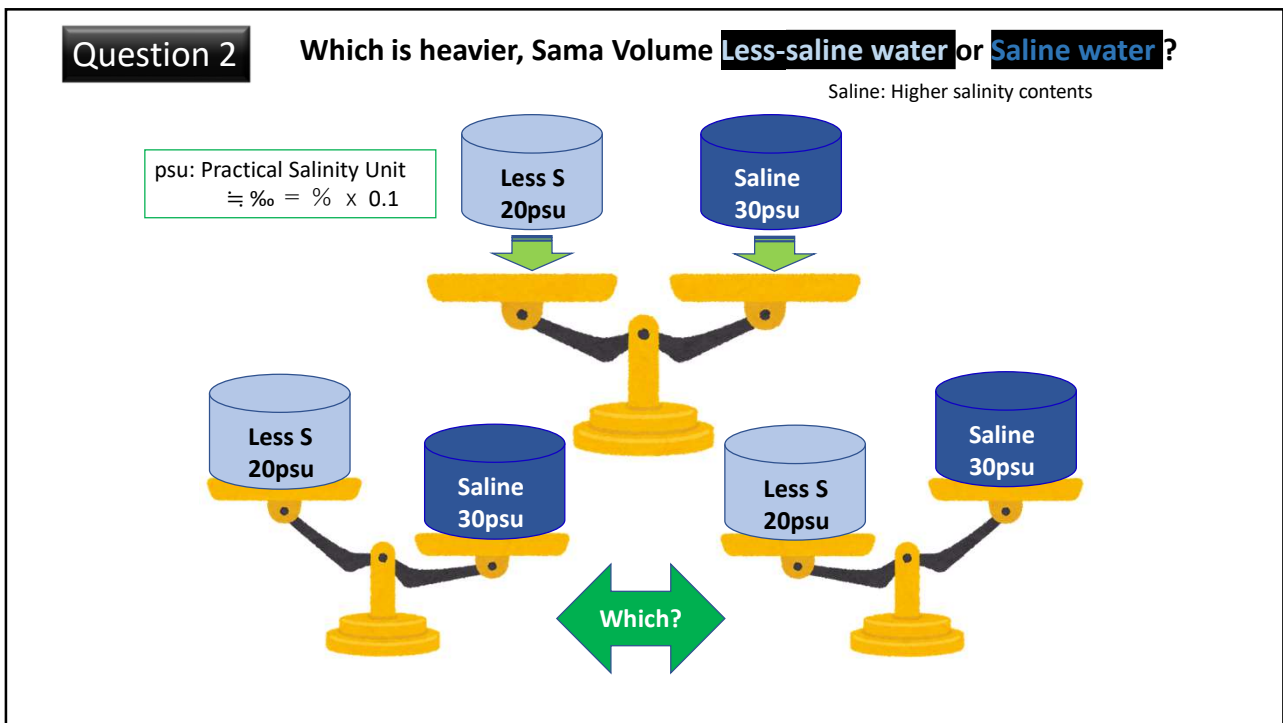 Question 2
Which is heavier, Sama Volume Less-saline water or Saline water ?
Saline: Higher salinity contents
psu: Practical Salinity Unit
≒ ‰ = % x 0.1
Less S
20psu
Saline
30psu
Less S
20psu
Saline
30psu
Less S
20psu
Saline
30psu
Which?